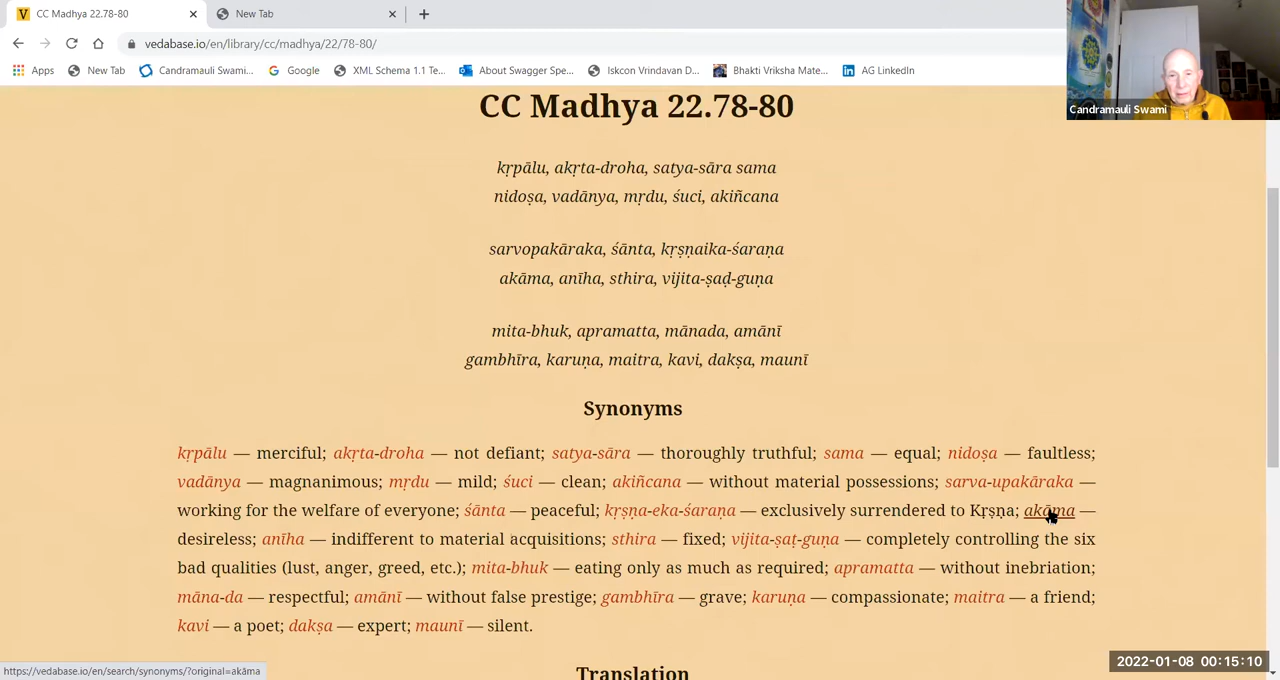 CC Madhya 22.78-80
New Tab
vedabase.io/en/library/cc/madhya/22/78-80/
Apps
New Tab
Candramauli Swami...
Google
XML Schema 1.1 Te...
About Swagger Spe...
Iskcon Vrindavan D...
Bhakti Vriksha Mate...
AG LinkedIn
Candramauli Swami
CC Madhya 22.78-80
kṛpālu, akṛta-droha, satya-sāra sama
nidoṣa, vadānya, mṛdu, śuci, akiñcana
sarvopakāraka, śānta, kṛṣṇaika-śaraṇa
akāma, anīha, sthira, vijita-ṣaḍ-guṇa
mita-bhuk, apramatta, mānada, amānī
gambhīra, karuṇa, maitra, kavi, dakṣa, maunī
Synonyms
kṛpālu — merciful; akṛta-droha — not defiant; satya-sāra — thoroughly truthful; sama — equal; nidoṣa — faultless;
vadānya — magnanimous; mṛdu — mild; śuci — clean; akiñcana — without material possessions; sarva-upakāraka —
working for the welfare of everyone; śānta — peaceful; kṛṣṇa-eka-śaraṇa — exclusively surrendered to Kṛṣṇa; akāma —
desireless; anīha — indifferent to material acquisitions; sthira — fixed; vijita-ṣaṭ-guṇa — completely controlling the six
bad qualities (lust, anger, greed, etc.); mita-bhuk — eating only as much as required; apramatta — without inebriation;
māna-da — respectful; amānī — without false prestige; gambhīra — grave; karuṇa — compassionate; maitra — a friend;
kavi — a poet; dakṣa — expert; maunī — silent.
Translation
https://vedabase.io/en/search/synonyms/?original=akāma
2022-01-08 00:15:10